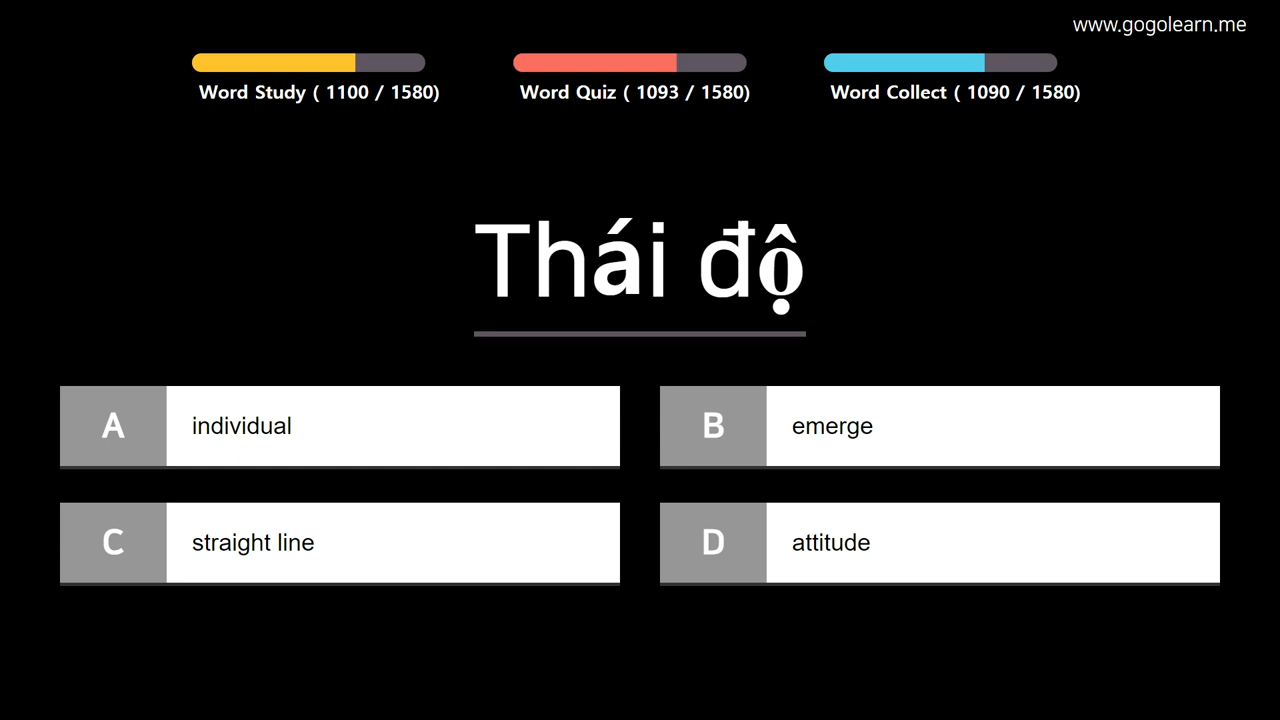 www.gogolearn.me
Word Study ( 1100 / 1580)
Word Quiz ( 1093 / 1580)
Word Collect ( 1090 / 1580)
Thái độ
A individual
B emerge
C straight line
D attitude